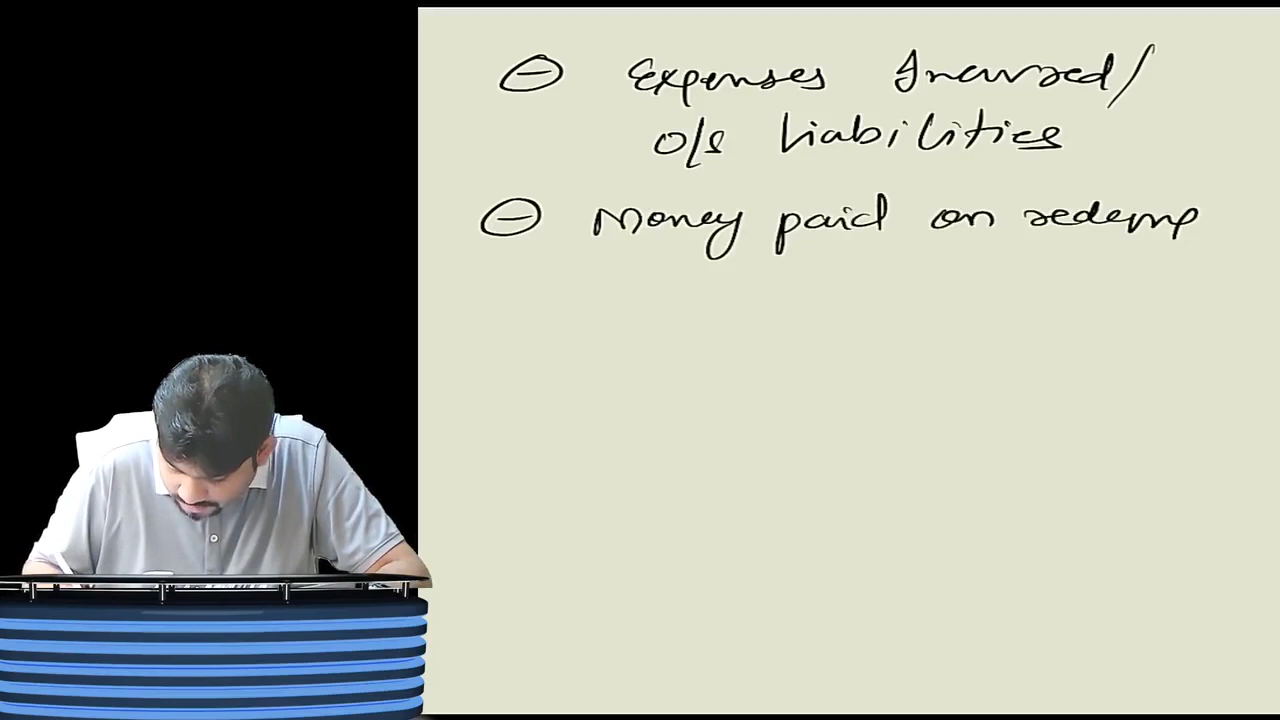 ⊖ Expenses Incurred/
o/s Liabilities
⊖ Money paid on redemp